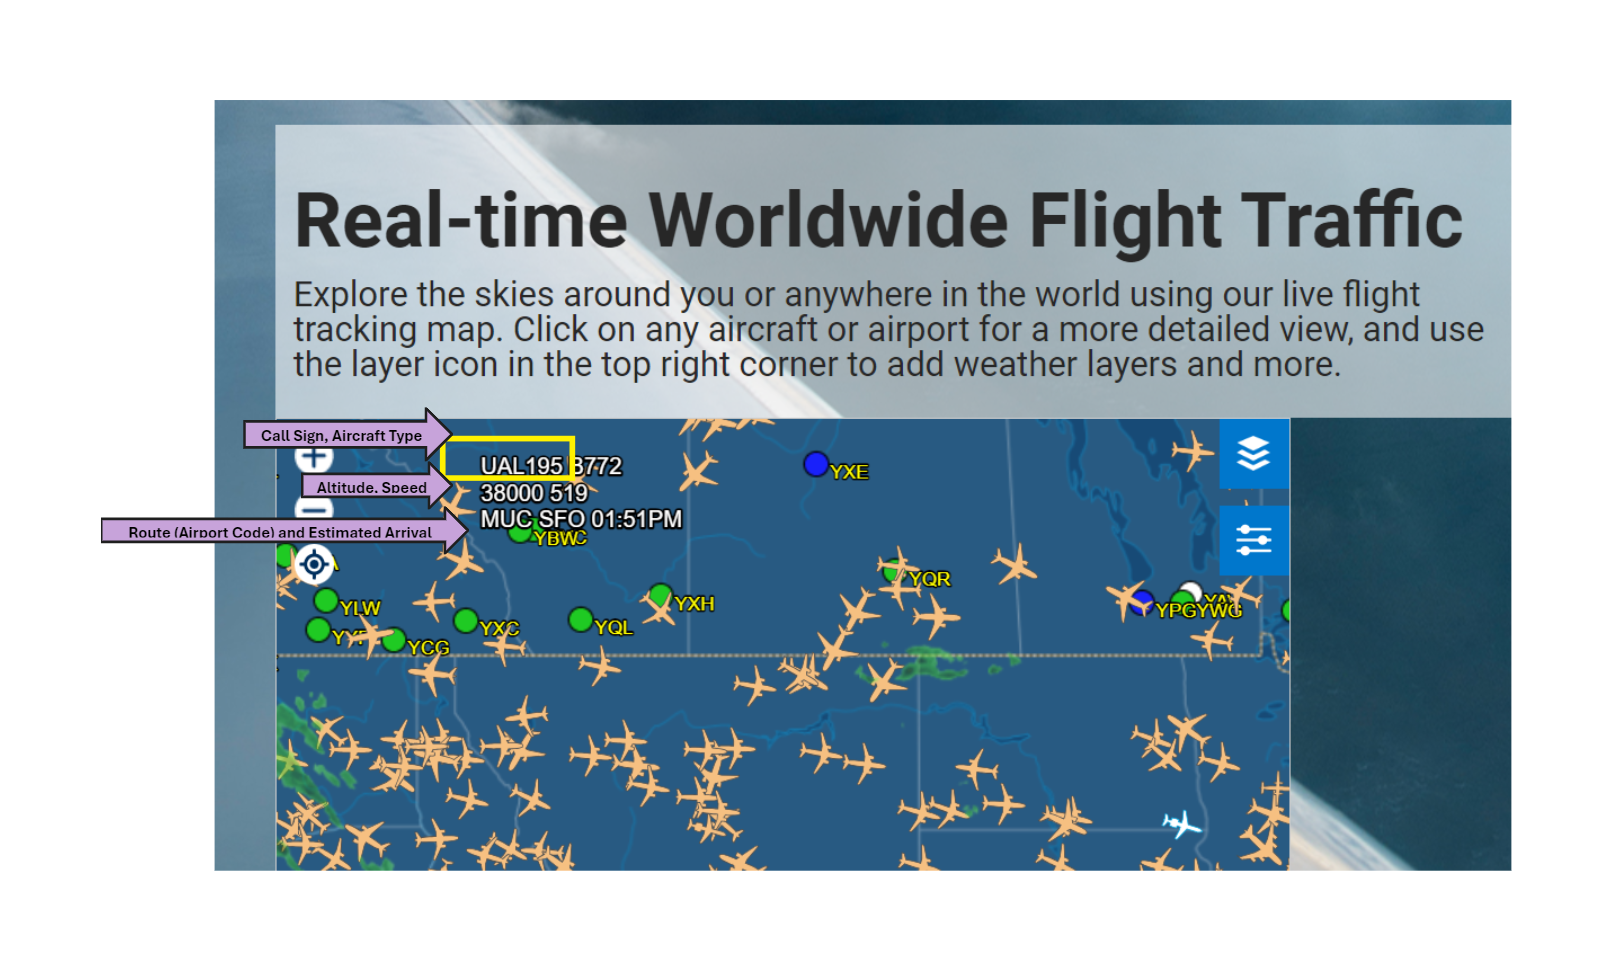 Real-time Worldwide Flight Traffic
Explore the skies around you or anywhere in the world using our live flight
tracking map. Click on any aircraft or airport for a more detailed view, and use
the layer icon in the top right corner to add weather layers and more.
Call Sign, Aircraft Type
UAL195 B772
YXE
Altitude. Speed
38000 519
MUC SFO 01:51PM
Route (Airport Code) and Estimated Arrival
YBW
YQR
YLW
YXH
YPG YWG
YXC
YQL
YCG